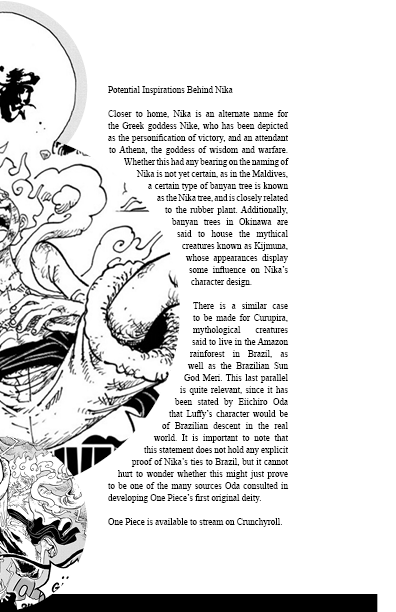 Potential Inspirations Behind Nika
Closer to home, Nika is an alternate name for
the Greek goddess Nike, who has been depicted
as the personification of victory, and an attendant
to Athena, the goddess of wisdom and warfare.
Whether this had any bearing on the naming of
Nika is not yet certain, as in the Maldives,
a certain type of banyan tree is known
as the Nika tree, and is closely related
to the rubber plant. Additionally,
banyan trees in Okinawa are
said to house the mythical
creatures known as Kijmuna,
whose appearances display
some influence on Nika's
character design.
There is a similar case
to be made for Curupira,
mythological creatures
said to live in the Amazon
rainforest in Brazil, as
well as the Brazilian Sun
God Meri. This last parallel
is quite relevant, since it has
been stated by Eiichiro Oda
that Luffy's character would be
of Brazilian descent in the real
world. It is important to note that
this statement does not hold any explicit
proof of Nika's ties to Brazil, but it cannot
hurt to wonder whether this might just prove
to be one of the many sources Oda consulted in
developing One Piece's first original deity.
One Piece is available to stream on Crunchyroll.